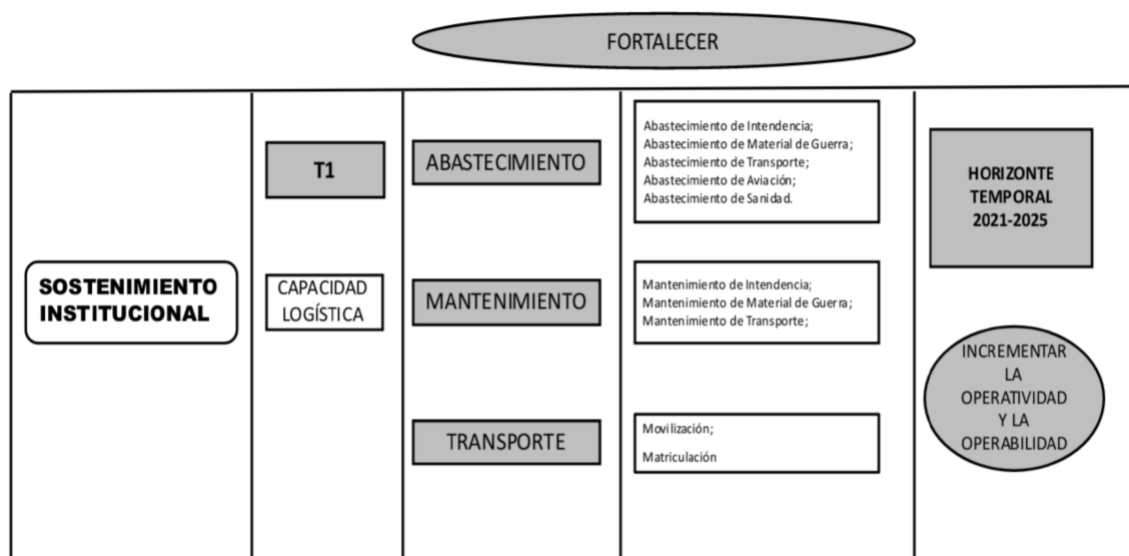 FORTALECER
SOSTENIMIENTO
INSTITUCIONAL
T1
CAPACIDAD
LOGÍSTICA
ABASTECIMIENTO
MANTENIMIENTO
TRANSPORTE
Abastecimiento de Intendencia;
Abastecimiento de Material de Guerra;
Abastecimiento de Transporte;
Abastecimiento de Aviación;
Abastecimiento de Sanidad.
Mantenimiento de Intendencia;
Mantenimiento de Material de Guerra;
Mantenimiento de Transporte;
Movilización;
Matriculación
HORIZONTE
TEMPORAL
2021-2025
INCREMENTAR
LA
OPERATIVIDAD
Y LA
OPERABILIDAD